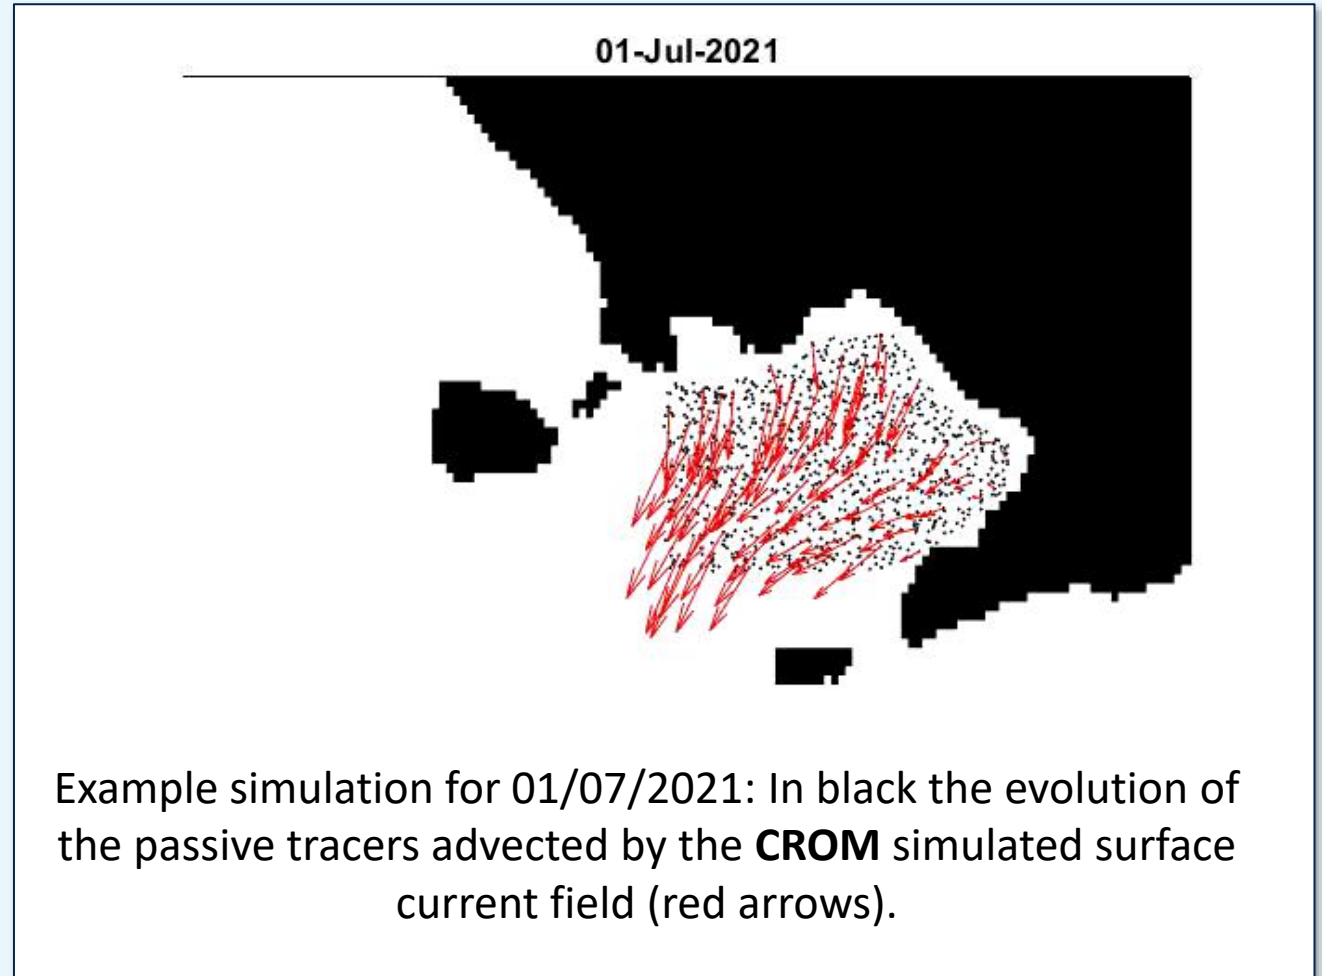 01-Jul-2021
Example simulation for 01/07/2021: In black the evolution of
the passive tracers advected by the CROM simulated surface
current field (red arrows).